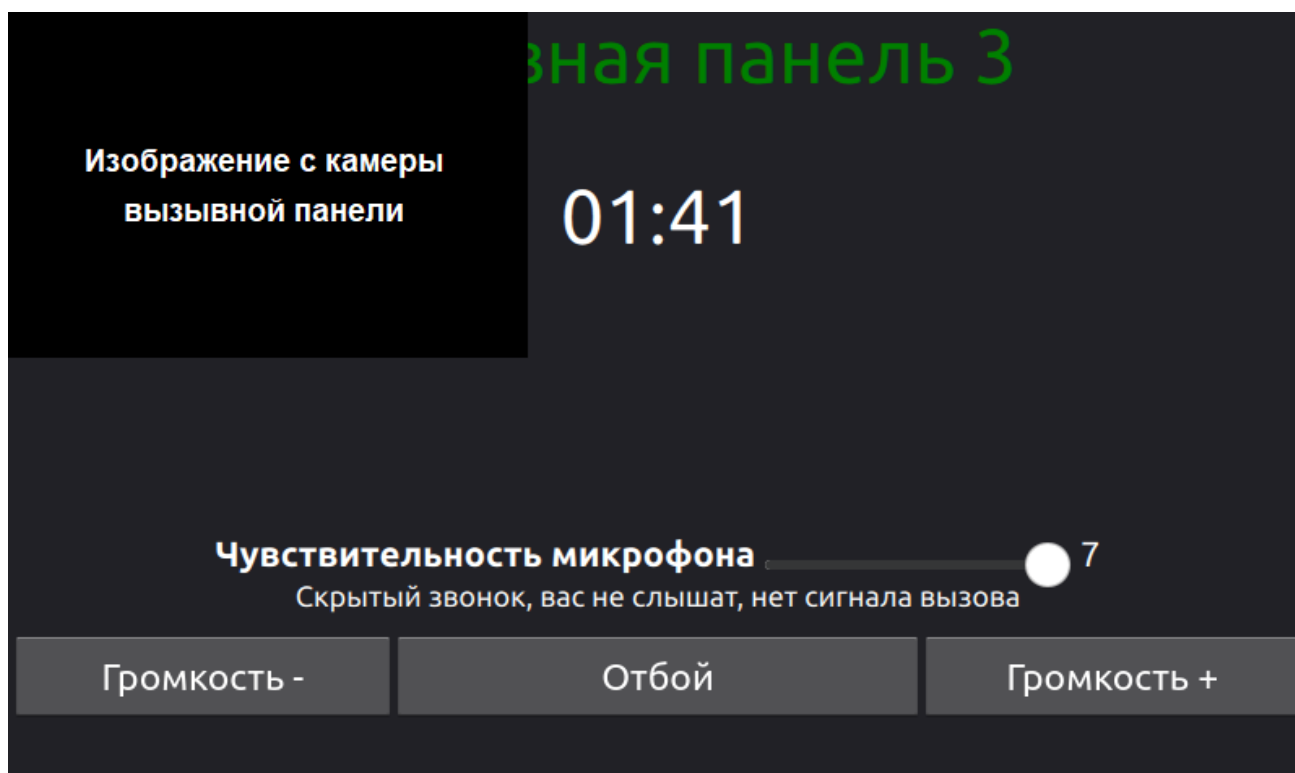 зная панель 3
Изображение с камеры
вызывной панели
01:41
Чувствительность микрофона 7
Скрытый звонок, вас не слышат, нет сигнала вызова
Громкость - Отбой Громкость +